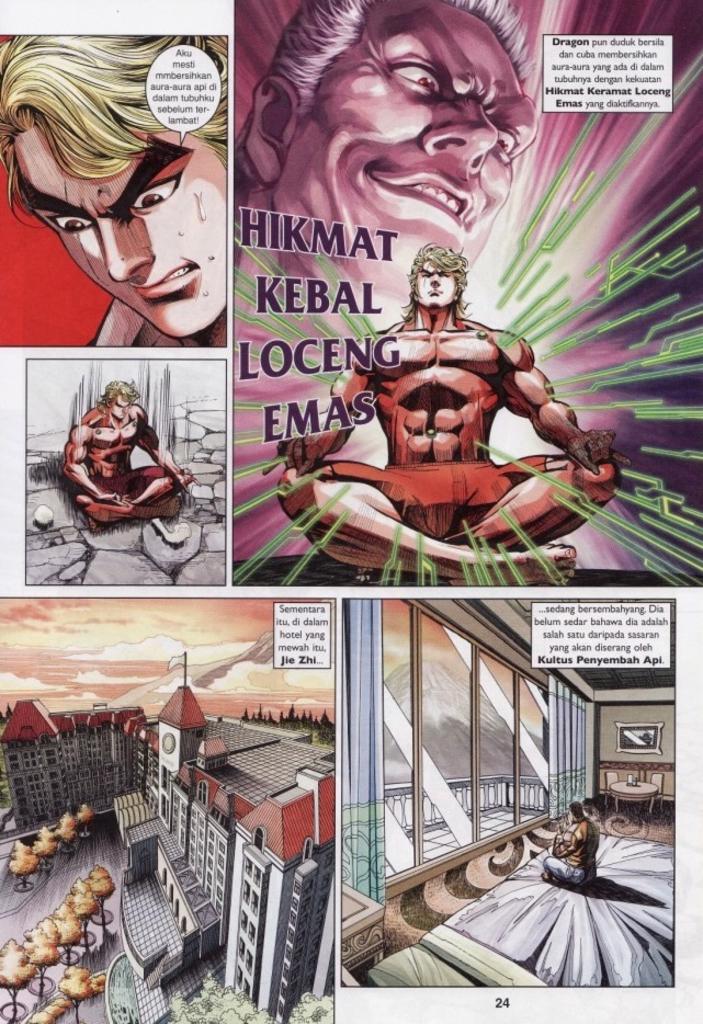 Aku
mesti
mmbersihkan
aura-aura api di
dalam tubuhku
sebelum ter-
lambat!
Dragon pun duduk bersila
dan cuba membersihkan
aura-aura yang ada di dalam
tubuhnya dengan kekuatan
Hikmat Keramat Loceng
Emas yang diaktifkannya.
HIKMAT
KEBAL
LOCENG
EMAS
Sementara
itu, di dalam
hotel yang
mewah itu,
Jie Zhi...
...sedang bersembahyang. Dia
belum sedar bahawa dia adalah
salah satu daripada sasaran
yang akan diserang oleh
Kultus Penyembah Api.
24